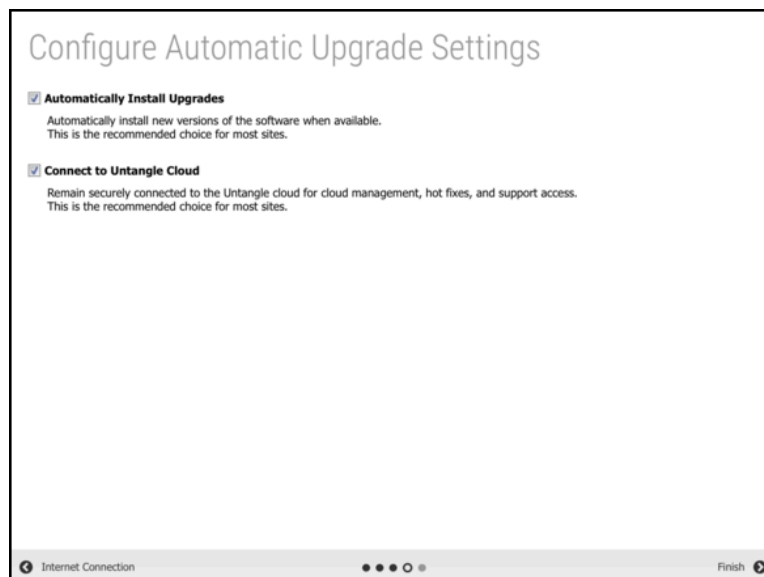 Configure Automatic Upgrade Settings
Automatically Install Upgrades
Automatically install new versions of the software when available.
This is the recommended choice for most sites.
Connect to Untangle Cloud
Remain securely connected to the Untangle cloud for cloud management, hot fixes, and support access.
This is the recommended choice for most sites.
Internet Connection
Finish